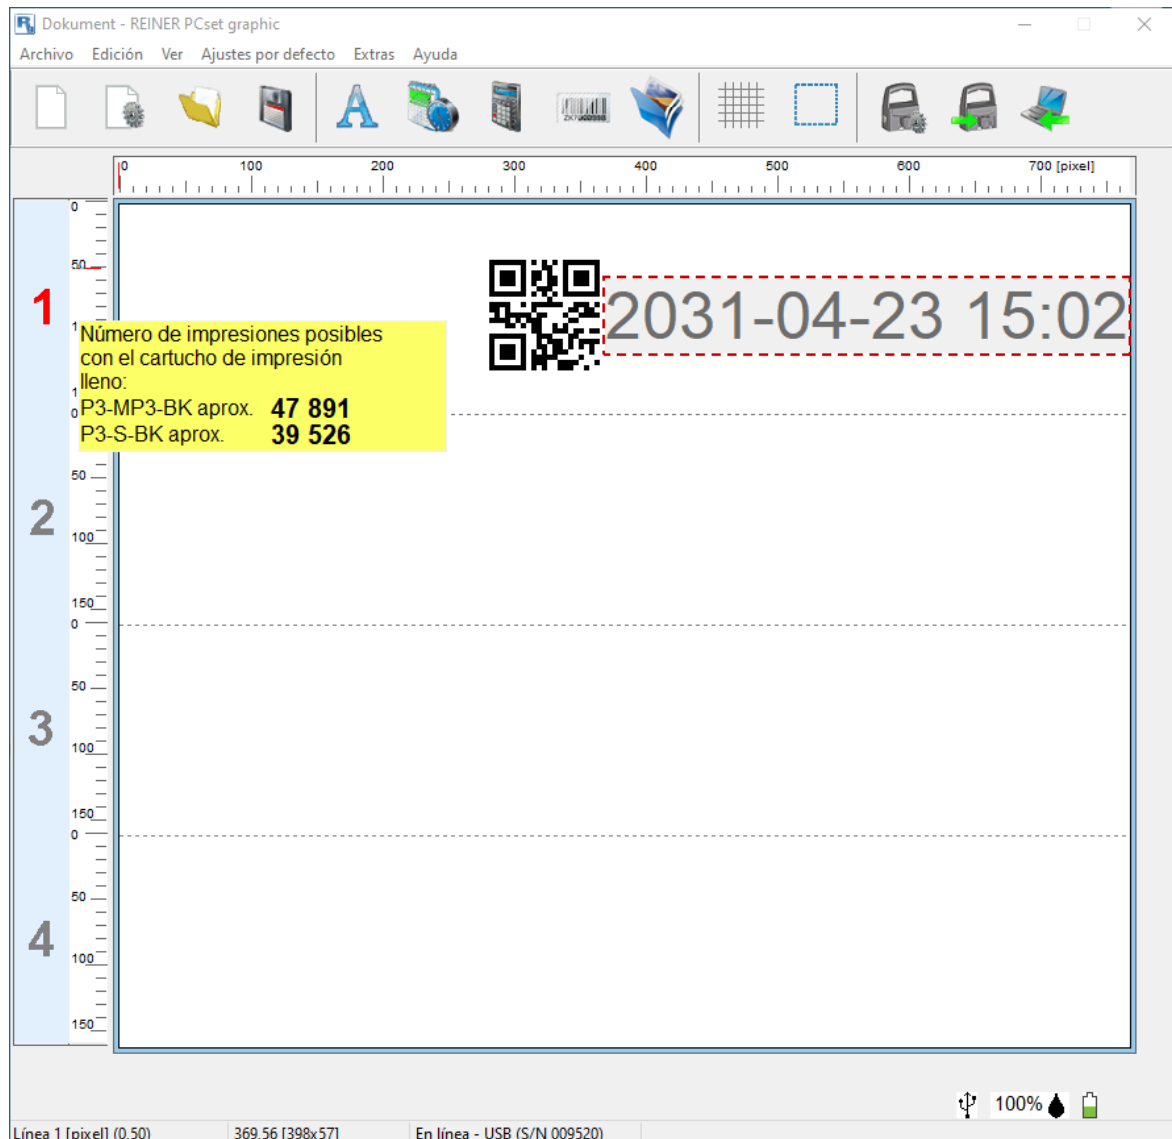 Dokument - REINER PCset graphic
Archivo Edición Ver Ajustes por defecto Extras Ayuda
0 100 200 300 400 500 600 700 [pixel]
0
50
1
2031-04-23 15:02
Número de impresiones posibles
con el cartucho de impresión
lleno:
P3-MP3-BK aprox. 47 891
P3-S-BK aprox. 39 526
0
50
2
100
150
0
50
3
100
150
0
50
4
100
150
100%
Línea 1 [pixel] (0,50) 369,56 [398x57] En línea - USB (S/N 009520)